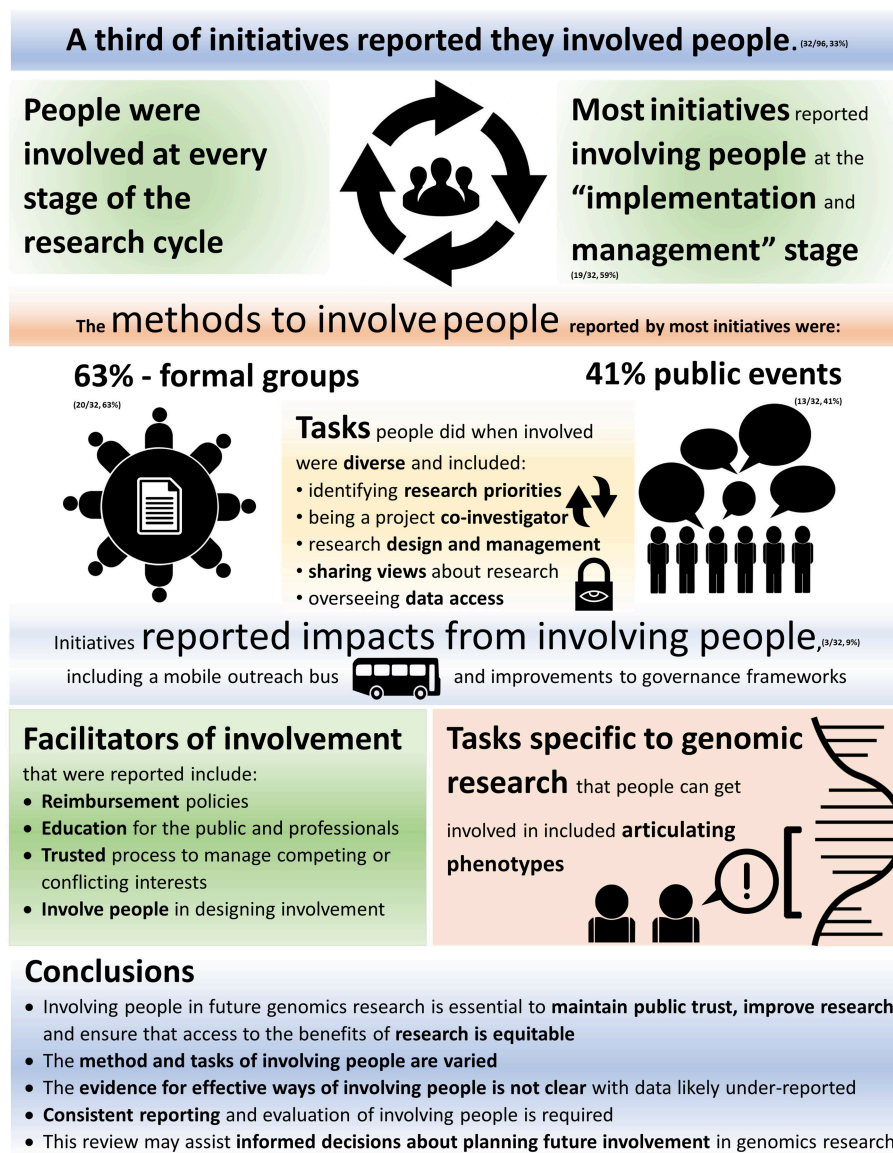 A third of initiatives reported they involved people. (32/96, 33%)
People were
involved at every
stage of the
research cycle
Most initiatives reported
involving people at the
“implementation and
management” stage
(19/32, 59%)
The methods to involve people reported by most initiatives were:
63% - formal groups
(20/32, 63%)
41% public events
(13/32, 41%)
Tasks people did when involved
were diverse and included:
• identifying research priorities
• being a project co-investigator
• research design and management
• sharing views about research
• overseeing data access
Initiatives reported impacts from involving people, (3/32, 9%)
including a mobile outreach bus and improvements to governance frameworks
Facilitators of involvement
that were reported include:
• Reimbursement policies
• Education for the public and professionals
• Trusted process to manage competing or
conflicting interests
• Involve people in designing involvement
Tasks specific to genomic
research that people can get
involved in included articulating
phenotypes
!
Conclusions
• Involving people in future genomics research is essential to maintain public trust, improve research
and ensure that access to the benefits of research is equitable
• The method and tasks of involving people are varied
• The evidence for effective ways of involving people is not clear with data likely under-reported
• Consistent reporting and evaluation of involving people is required
• This review may assist informed decisions about planning future involvement in genomics research